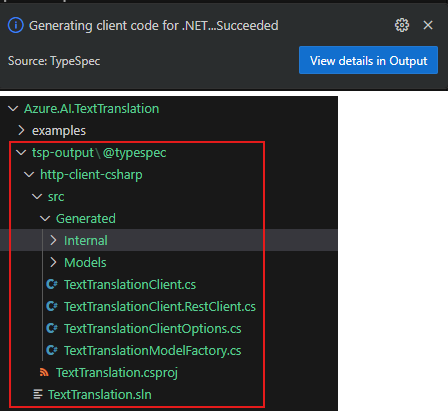 Generating client code for .NET...Succeeded
Source: TypeSpec
View details in Output
Azure.AI.TextTranslation
examples
tsp-output\@typespec
http-client-csharp
src
Generated
Internal
Models
C# TextTranslationClient.cs
C# TextTranslationClient.RestClient.cs
C# TextTranslationClientOptions.cs
C# TextTranslationModelFactory.cs
TextTranslation.csproj
TextTranslation.sln